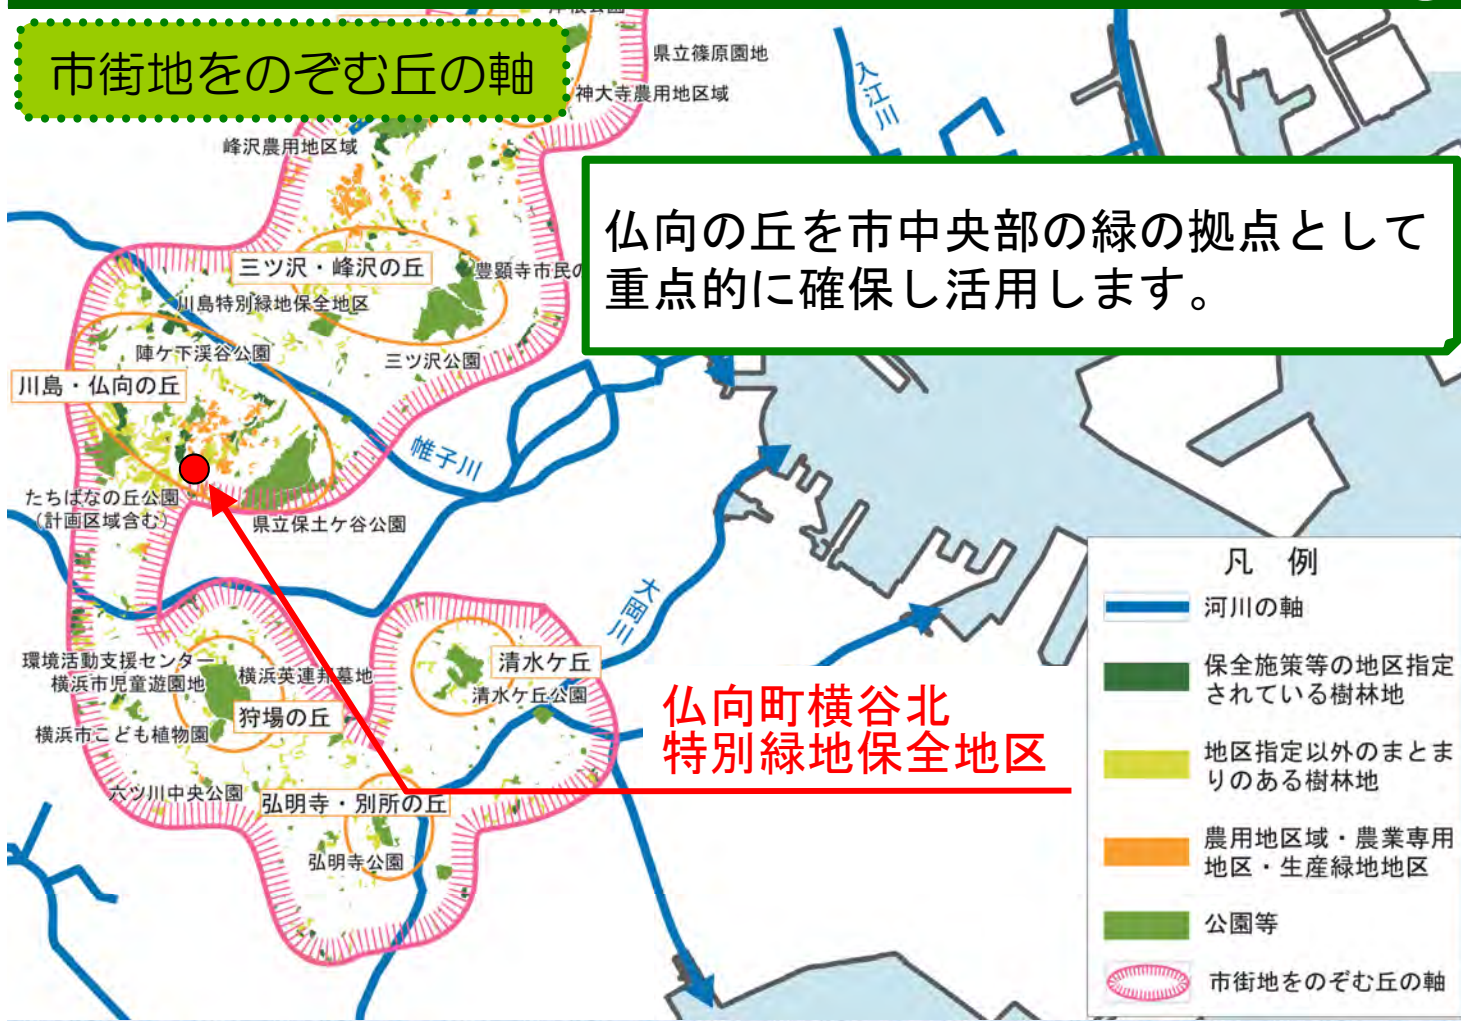 市街地をのぞむ丘の軸
県立篠原園地
神大寺農用地区域
入江川
峰沢農用地区域
仏向の丘を市中央部の緑の拠点として
重点的に確保し活用します。
三ツ沢・峰沢の丘
豊顕寺市民の
川島特別緑地保全地区
陣ケ下渓谷公園
三ツ沢公園
川島・仏向の丘
帷子川
たちばなの丘公園
(計画区域含む)
県立保土ケ谷公園
大岡川
環境活動支援センター
横浜市児童遊園地
横浜英連邦墓地
清水ケ丘
清水ケ丘公園
狩場の丘
横浜市こども植物園
仏向町横谷北
特別緑地保全地区
六ツ川中央公園
弘明寺・別所の丘
弘明寺公園
凡 例
河川の軸
保全施策等の地区指定
されている樹林地
地区指定以外のまとま
りのある樹林地
農用地区域・農業専用
地区・生産緑地地区
公園等
市街地をのぞむ丘の軸